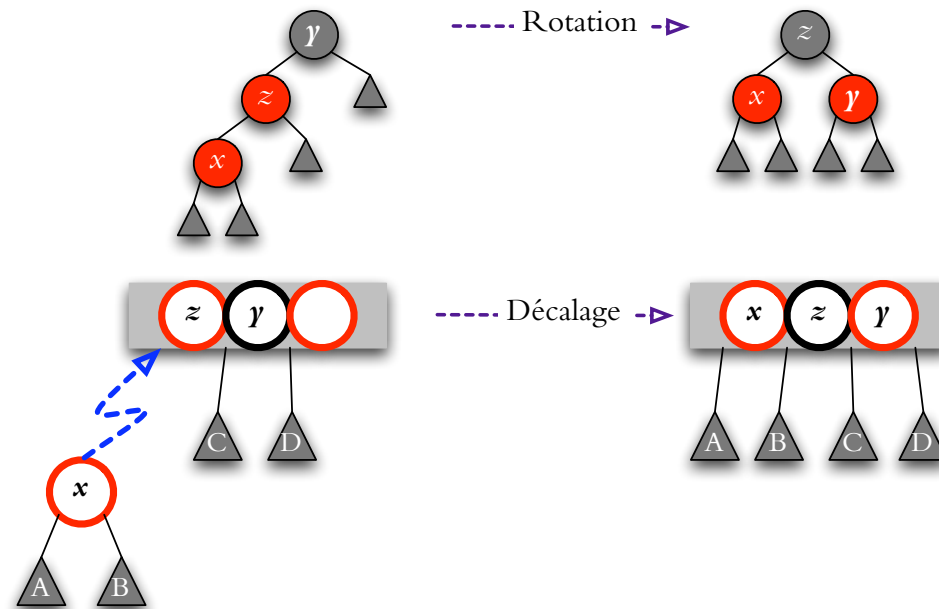 y Rotation z
z x y
x
z y Décalage x z y
C D A B C D
x
A B